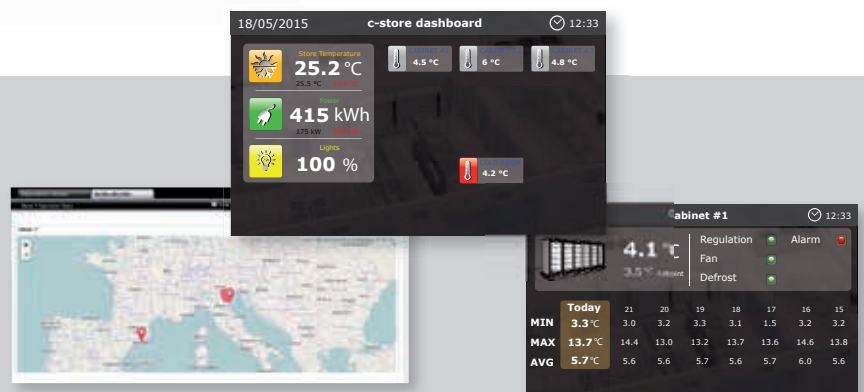 18/05/2015 c-store dashboard 12:33
Store Temperature
25.2 °C
25.5 °C
Power
415 kWh
175 kW
Lights
100 %
CABINET #1
4.5 °C
6 °C
4.8 °C
4.2 °C
abinet #1 12:33
4.1 °C
3.5 °C
Regulation Alarm
Fan
Defrost
Today 21 20 19 18 17 16 15
MIN 3.3°C 3.0 3.2 3.3 3.1 1.5 3.2 3.2
MAX 13.7°C 14.4 13.0 13.2 13.7 13.6 14.6 13.8
AVG 5.7°C 5.6 5.6 5.7 5.6 5.7 6.0 5.6